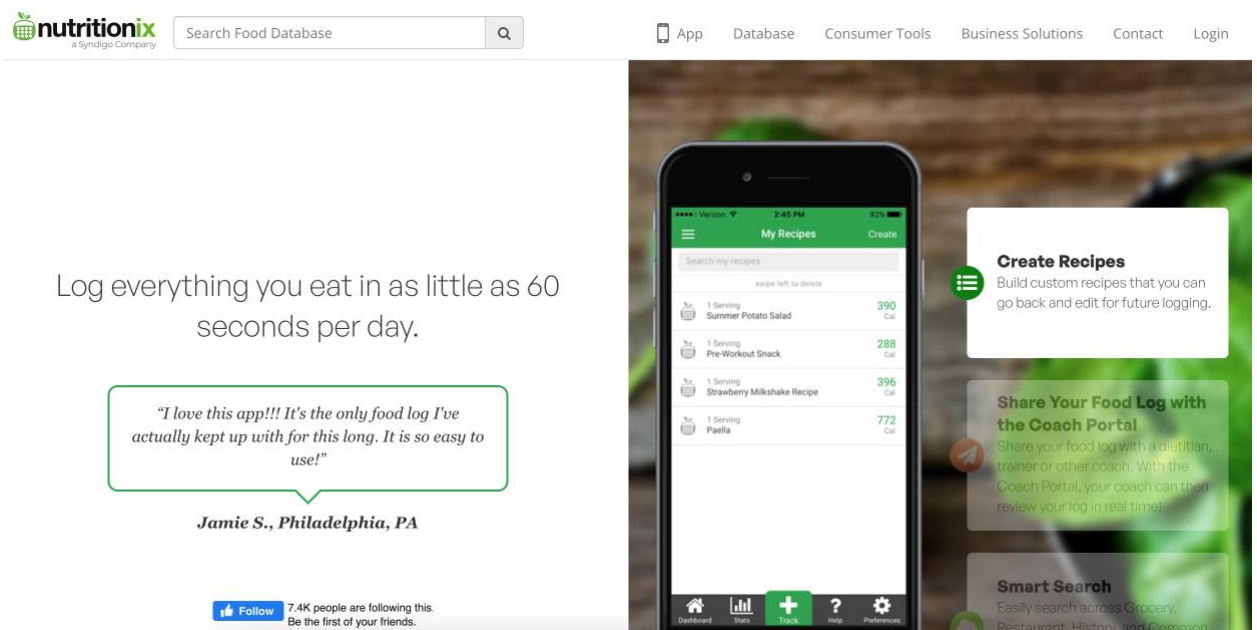 nutritionix
a Syndigo Company
Search Food Database
App
Database
Consumer Tools
Business Solutions
Contact
Login
Log everything you eat in as little as 60
seconds per day.
“I love this app!!! It's the only food log I've
actually kept up with for this long. It is so easy to
use!”
Jamie S., Philadelphia, PA
Follow
7.4K people are following this.
Be the first of your friends.
Verizon
2:45 PM
92%
My Recipes
Create
Search my recipes
swipe left to delete
1 Serving
Summer Potato Salad
390
Cal
1 Serving
Pre-Workout Snack
288
Cal
1 Serving
Strawberry Milkshake Recipe
396
Cal
1 Serving
Paella
772
Cal
Dashboard
Stats
Track
Help
Preferences
Create Recipes
Build custom recipes that you can
go back and edit for future logging.
Share Your Food Log with
the Coach Portal
Share your food log with a dietitian,
trainer or other coach. With the
Coach Portal, your coach can then
review your log in real time!
Smart Search
Easily search across Grocery,
Restaurant, History, and Common